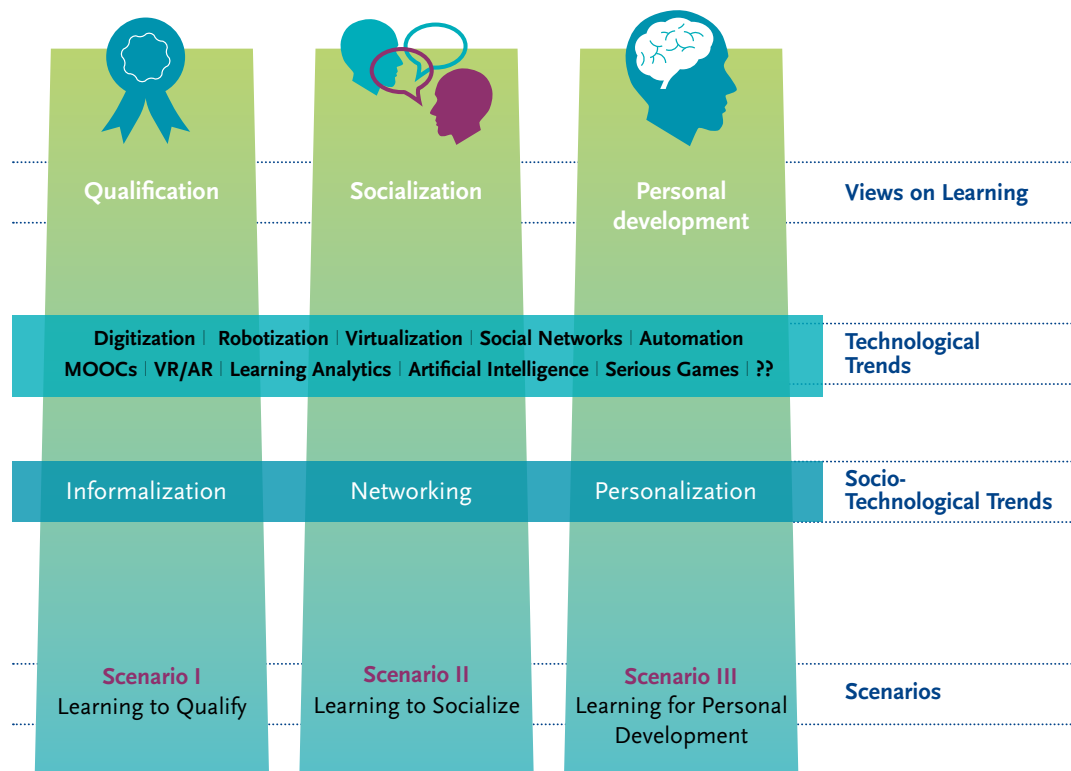 Qualification
Socialization
Personal
development
Views on Learning
Digitization | Robotization | Virtualization | Social Networks | Automation
MOOCs | VR/AR | Learning Analytics | Artificial Intelligence | Serious Games | ??
Technological
Trends
Informalization
Networking
Personalization
Socio-
Technological Trends
Scenario I
Learning to Qualify
Scenario II
Learning to Socialize
Scenario III
Learning for Personal
Development
Scenarios